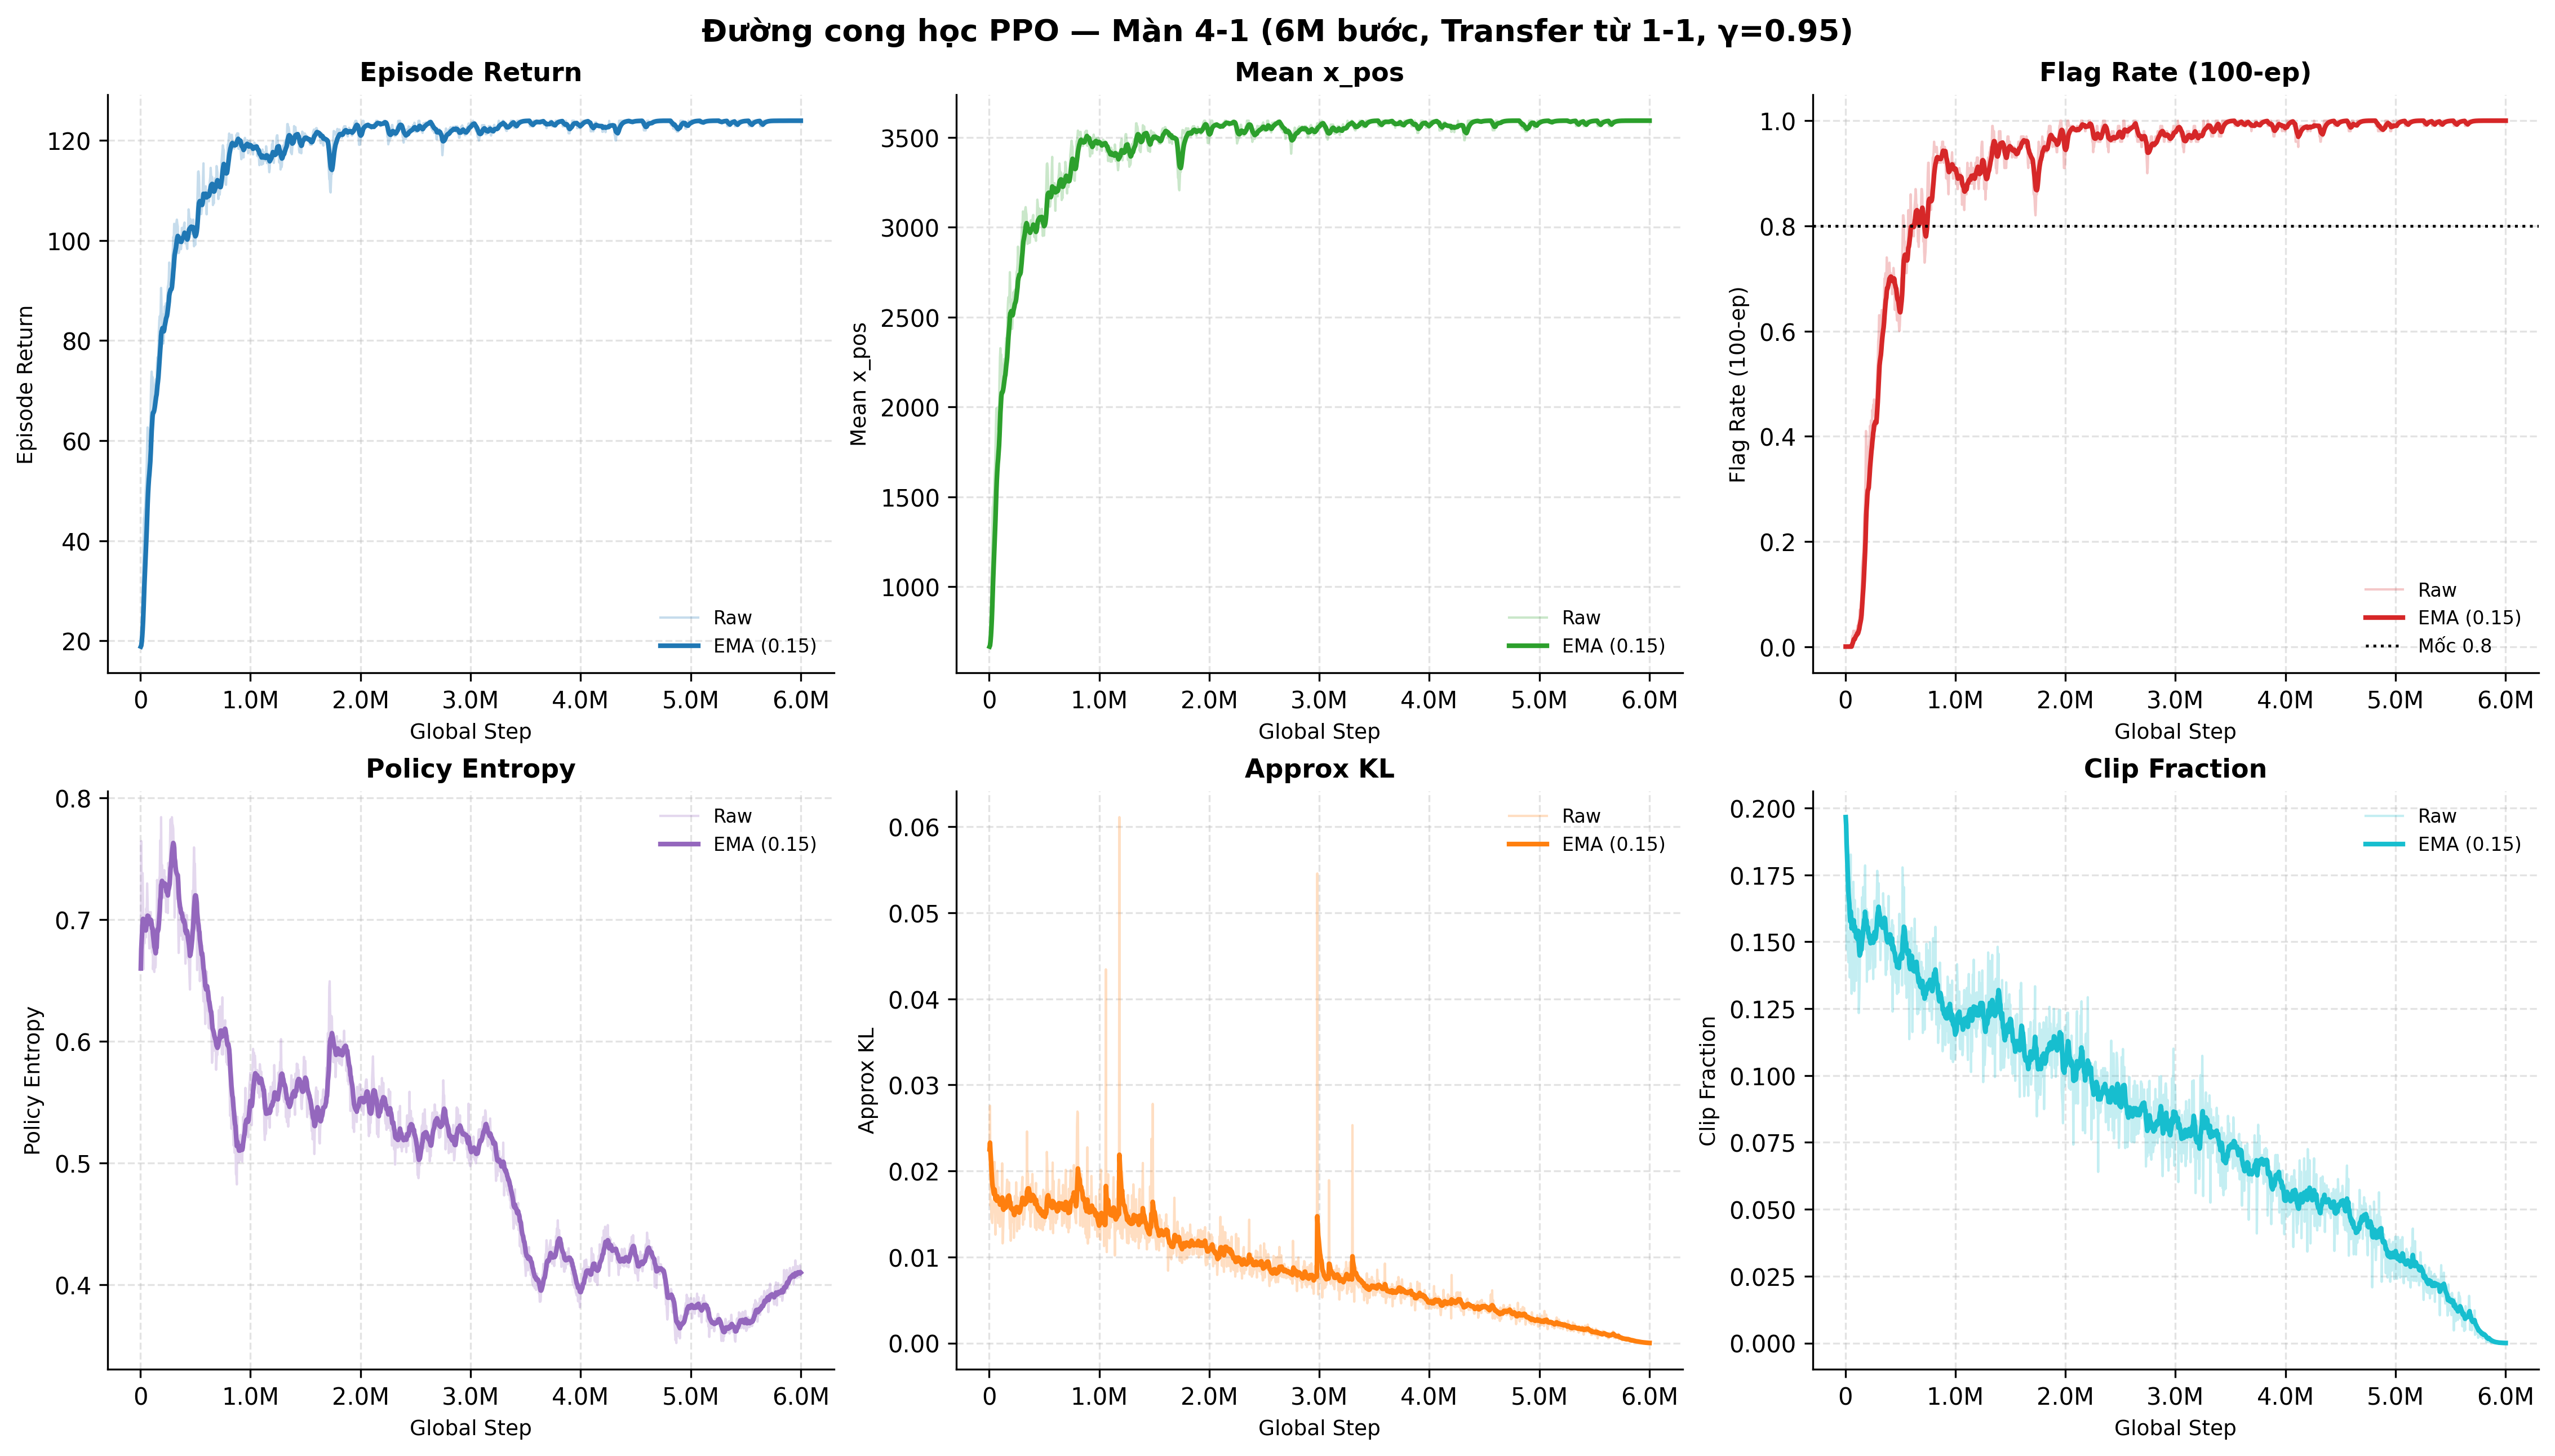 Đường cong học PPO — Màn 4-1 (6M bước, Transfer từ 1-1, γ=0.95)
Episode Return
Episode Return
120
100
80
60
40
20
0 1.0M 2.0M 3.0M 4.0M 5.0M 6.0M
Global Step
Raw
EMA (0.15)
Mean x_pos
Mean x_pos
3500
3000
2500
2000
1500
1000
0 1.0M 2.0M 3.0M 4.0M 5.0M 6.0M
Global Step
Raw
EMA (0.15)
Flag Rate (100-ep)
Flag Rate (100-ep)
1.0
0.8
0.6
0.4
0.2
0.0
0 1.0M 2.0M 3.0M 4.0M 5.0M 6.0M
Global Step
Raw
EMA (0.15)
Mốc 0.8
Policy Entropy
Policy Entropy
0.8
0.7
0.6
0.5
0.4
0 1.0M 2.0M 3.0M 4.0M 5.0M 6.0M
Global Step
Raw
EMA (0.15)
Approx KL
Approx KL
0.06
0.05
0.04
0.03
0.02
0.01
0.00
0 1.0M 2.0M 3.0M 4.0M 5.0M 6.0M
Global Step
Raw
EMA (0.15)
Clip Fraction
Clip Fraction
0.200
0.175
0.150
0.125
0.100
0.075
0.050
0.025
0.000
0 1.0M 2.0M 3.0M 4.0M 5.0M 6.0M
Global Step
Raw
EMA (0.15)